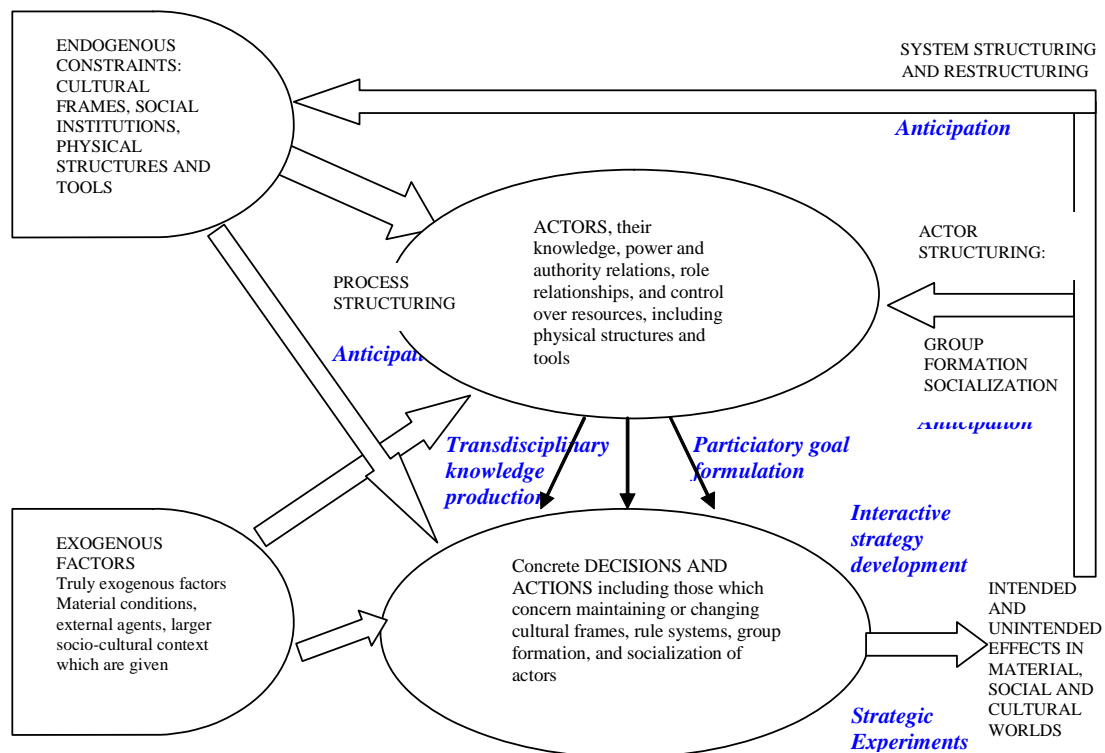 ENDOGENOUS
CONSTRAINTS:
CULTURAL
FRAMES, SOCIAL
INSTITUTIONS,
PHYSICAL
STRUCTURES AND
TOOLS
SYSTEM STRUCTURING
AND RESTRUCTURING
Anticipation
ACTORS, their
knowledge, power and
authority relations, role
relationships, and control
over resources, including
physical structures and
tools
ACTOR
STRUCTURING:
PROCESS
STRUCTURING
Anticipati
GROUP
FORMATION
SOCIALIZATION
Anticipation
Transdisciplinary
knowledge
production
Particiatory goal
formulation
Interactive
strategy
development
EXOGENOUS
FACTORS
Truly exogenous factors
Material conditions,
external agents, larger
socio-cultural context
which are given
Concrete DECISIONS AND
ACTIONS including those which
concern maintaining or changing
cultural frames, rule systems, group
formation, and socialization of
actors
INTENDED
AND
UNINTENDED
EFFECTS IN
MATERIAL,
SOCIAL AND
CULTURAL
WORLDS
Strategic
Experiments